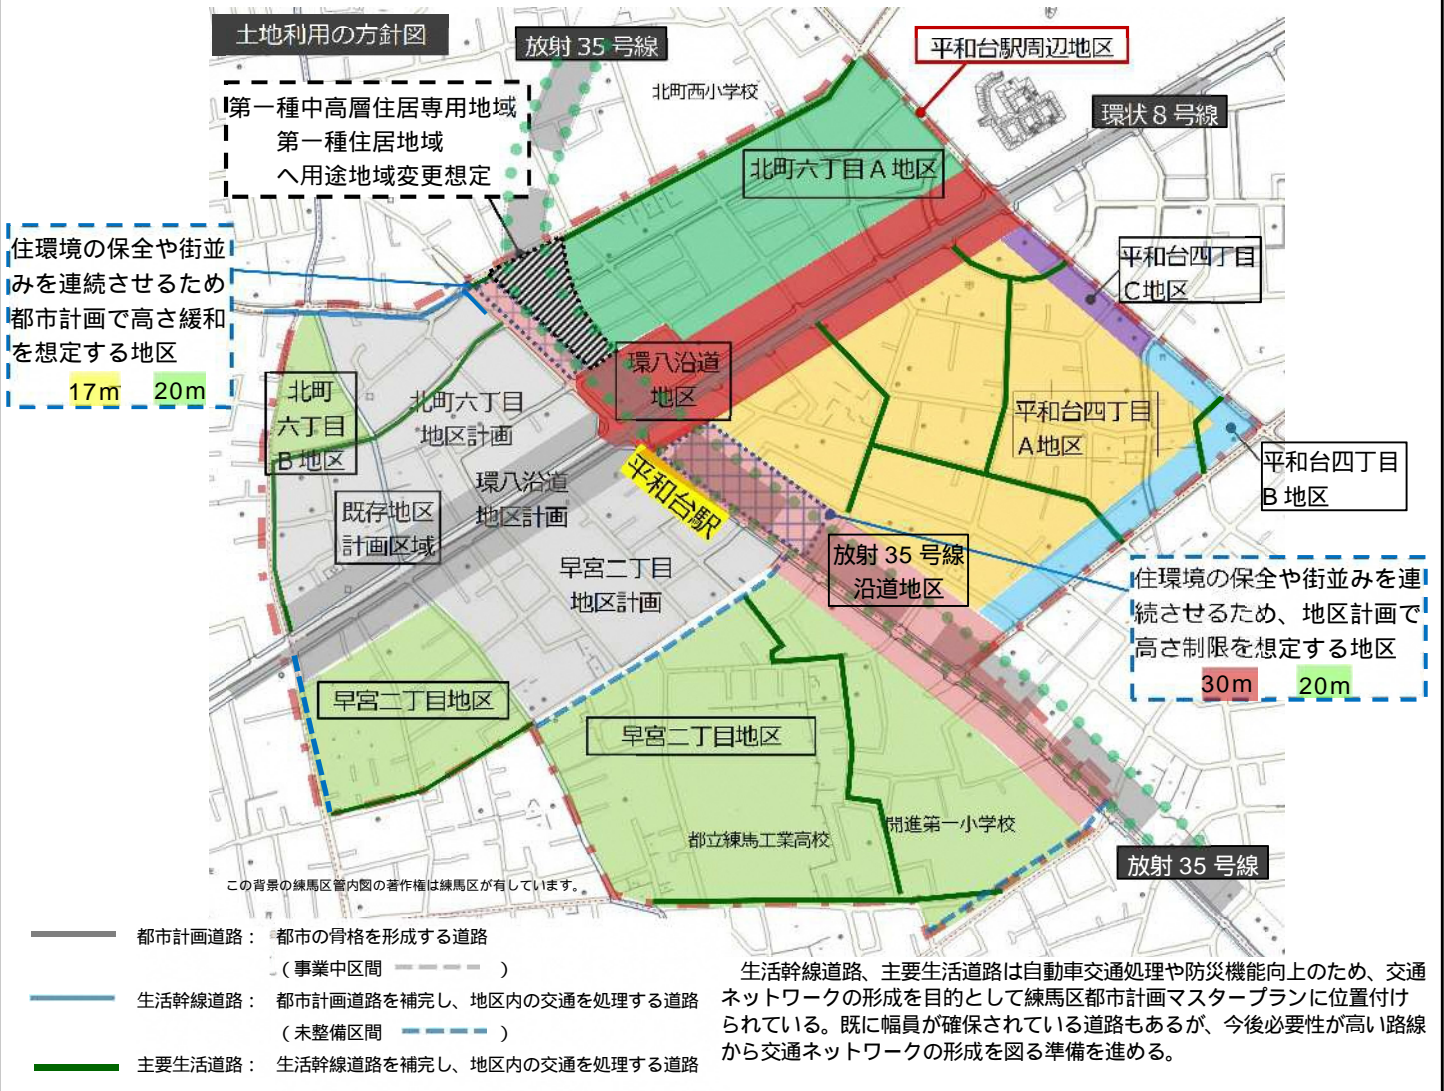 土地利用の方針図
放射 35 号線
平和台駅周辺地区
北町西小学校
環状８号線
第一種中高層住居専用地域
第一種住居地域
へ用途地域変更想定
北町六丁目 A 地区
住環境の保全や街並
みを連続させるため
都市計画で高さ緩和
を想定する地区
17m 20m
平和台四丁目
C地区
環八沿道
地区
北町
六丁目
B 地区
北町六丁目
地区計画
平和台四丁目
A地区
平和台四丁目
B 地区
平和台駅
環八沿道
地区計画
既存地区
計画区域
放射 35 号線
沿道地区
早宮二丁目
地区計画
住環境の保全や街並みを連
続させるため、地区計画で
高さ制限を想定する地区
30m 20m
早宮二丁目地区
早宮二丁目地区
都立練馬工業高校
開進第一小学校
放射 35 号線
この背景の練馬区管内図の著作権は練馬区が有しています。
都市計画道路： 都市の骨格を形成する道路
（事業中区間 ）
生活幹線道路： 都市計画道路を補完し、地区内の交通を処理する道路
（未整備区間 ）
主要生活道路： 生活幹線道路を補完し、地区内の交通を処理する道路
生活幹線道路、主要生活道路は自動車交通処理や防災機能向上のため、交通
ネットワークの形成を目的として練馬区都市計画マスタープランに位置付け
られている。既に幅員が確保されている道路もあるが、今後必要性が高い路線
から交通ネットワークの形成を図る準備を進める。